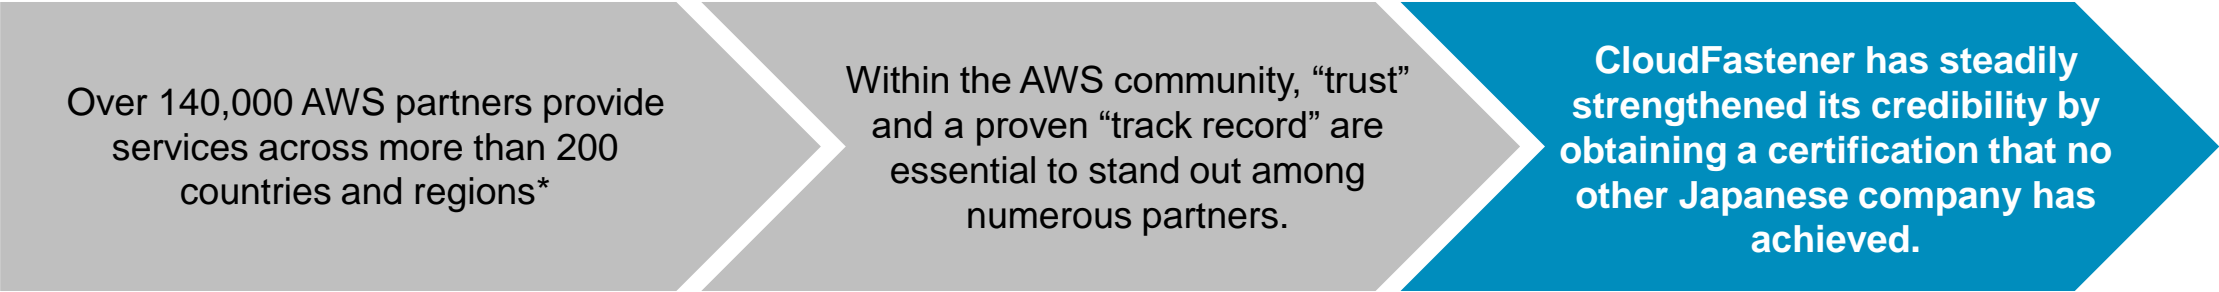 Over 140,000 AWS partners provide
services across more than 200
countries and regions*
Within the AWS community, “trust”
and a proven “track record” are
essential to stand out among
numerous partners.
CloudFastener has steadily
strengthened its credibility by
obtaining a certification that no
other Japanese company has
achieved.